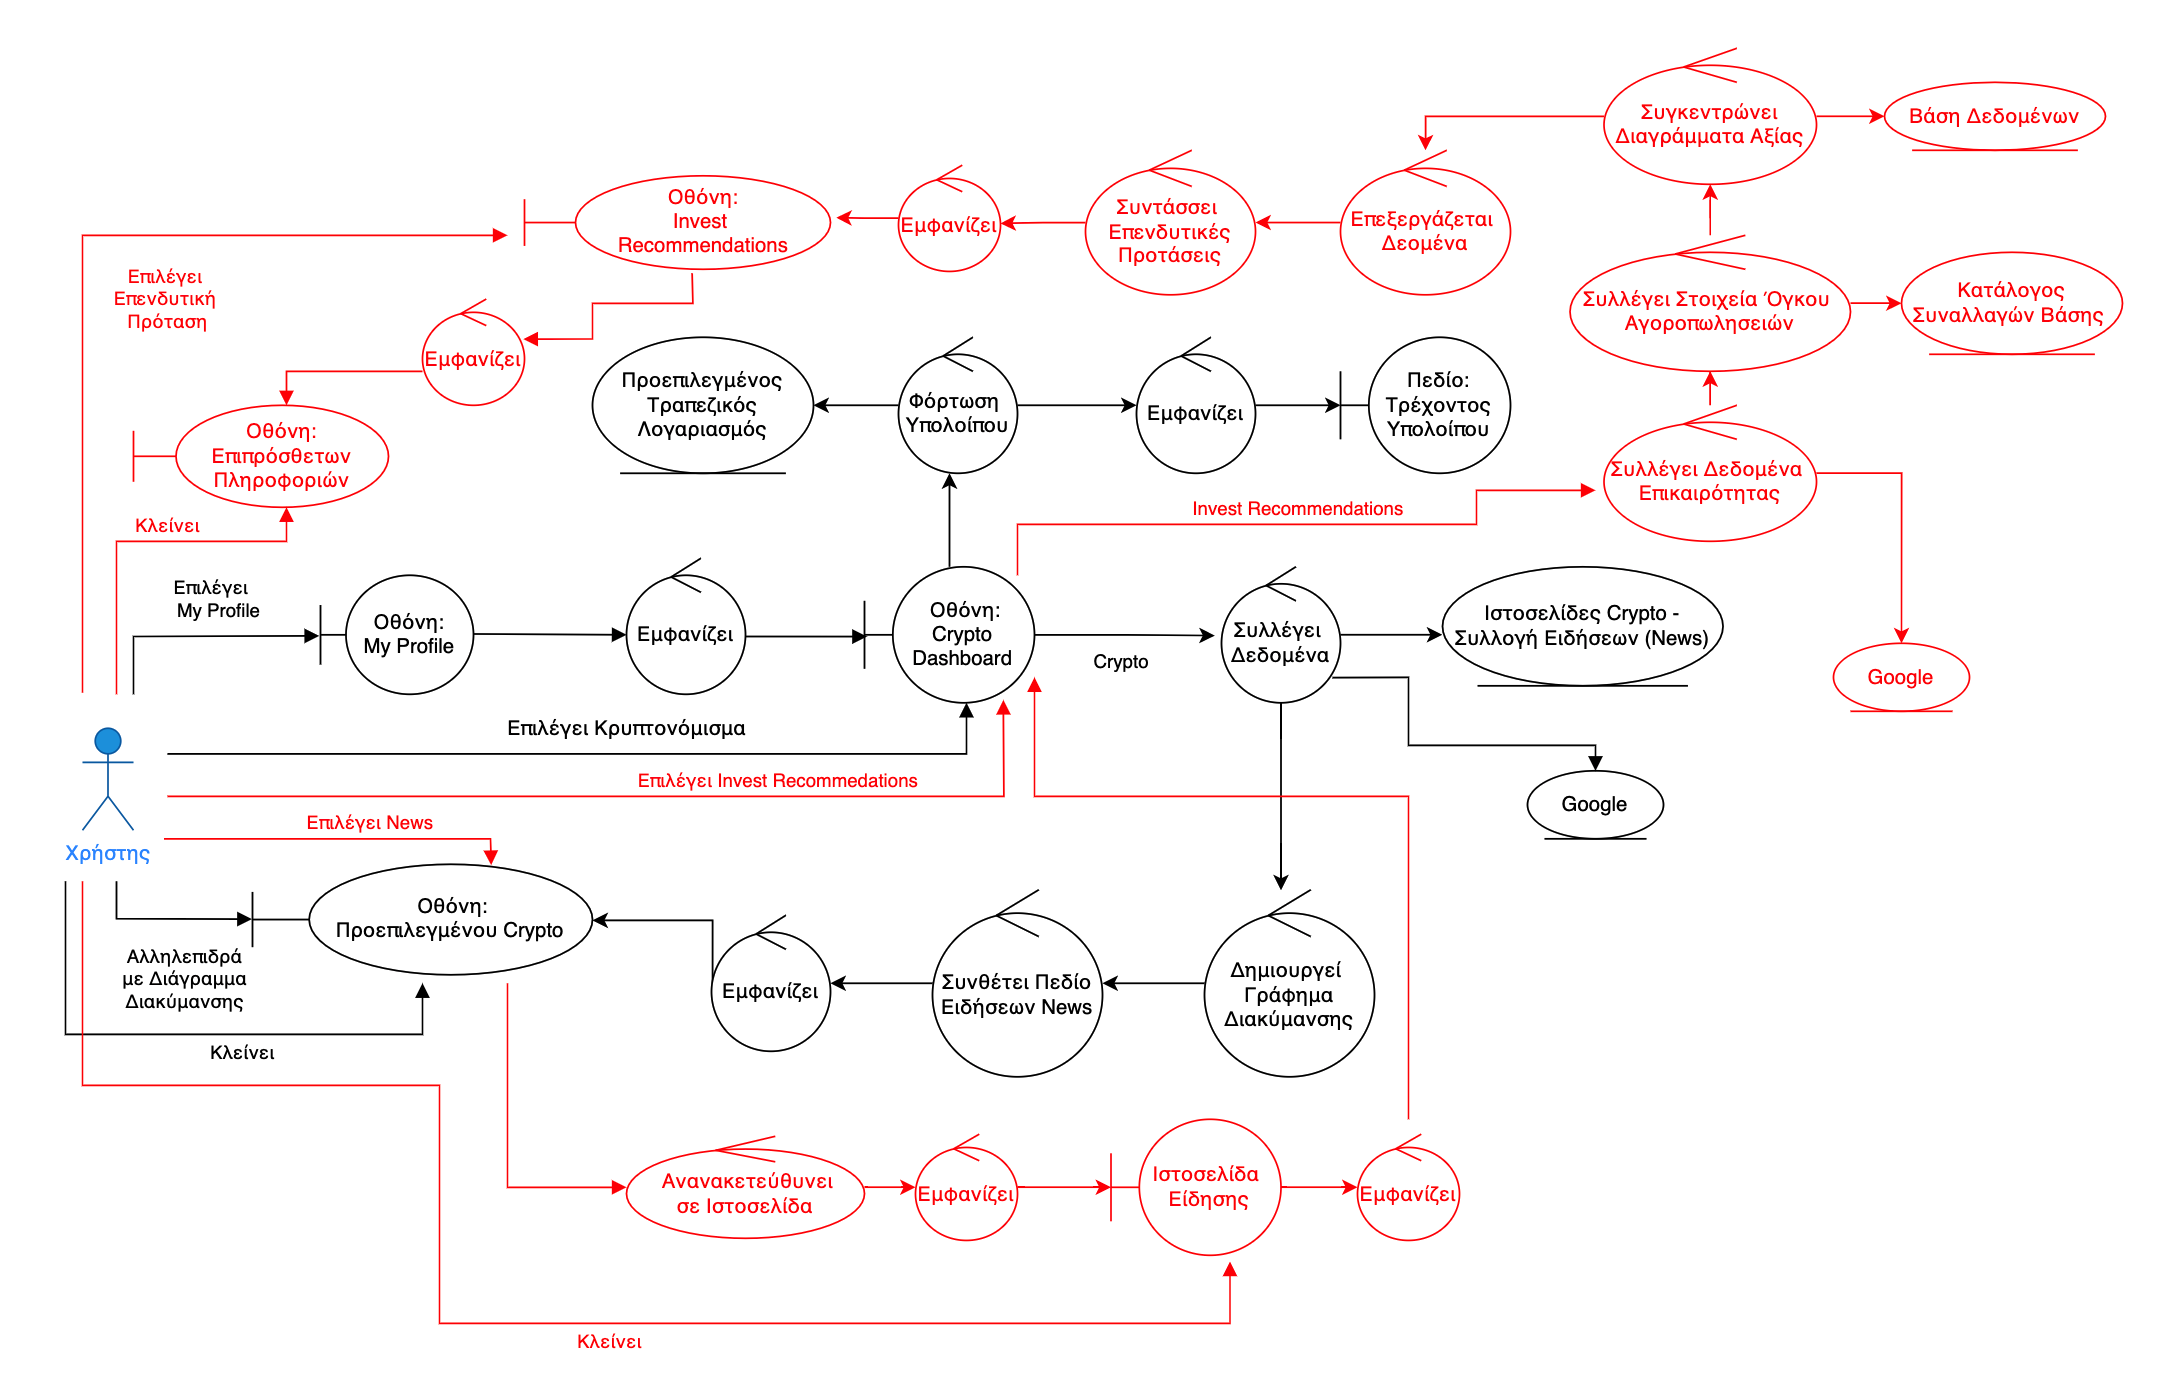 Συγκεντρώνει
Διαγράμματα Αξίας
Βάση Δεδομένων
Οθόνη:
Invest
Recommendations
Εμφανίζει
Συντάσσει
Επενδυτικές
Προτάσεις
Επεξεργάζεται
Δεομένα
Επιλέγει
Επενδυτική
Πρόταση
Συλλέγει Στοιχεία Όγκου
Αγοροπωλησειών
Κατάλογος
Συναλλαγών Βάσης
Εμφανίζει
Προεπιλεγμένος
Τραπεζικός
Λογαριασμός
Φόρτωση
Υπολοίπου
Εμφανίζει
Πεδίο:
Τρέχοντος
Υπολοίπου
Οθόνη:
Επιπρόσθετων
Πληροφοριών
Συλλέγει Δεδομένα
Επικαιρότητας
Κλείνει
Invest Recommendations
Επιλέγει
My Profile
Οθόνη:
My Profile
Εμφανίζει
Οθόνη:
Crypto
Dashboard
Crypto
Συλλέγει
Δεδομένα
Ιστοσελίδες Crypto -
Συλλογή Ειδήσεων (News)
Google
Επιλέγει Κρυπτονόμισμα
Επιλέγει Invest Recommedations
Google
Επιλέγει News
Χρήστης
Οθόνη:
Προεπιλεγμένου Crypto
Αλληλεπιδρά
με Διάγραμμα
Διακύμανσης
Εμφανίζει
Συνθέτει Πεδίο
Ειδήσεων News
Δημιουργεί
Γράφημα
Διακύμανσης
Κλείνει
Ανανακετεύθυνει
σε Ιστοσελίδα
Εμφανίζει
Ιστοσελίδα
Είδησης
Εμφανίζει
Κλείνει